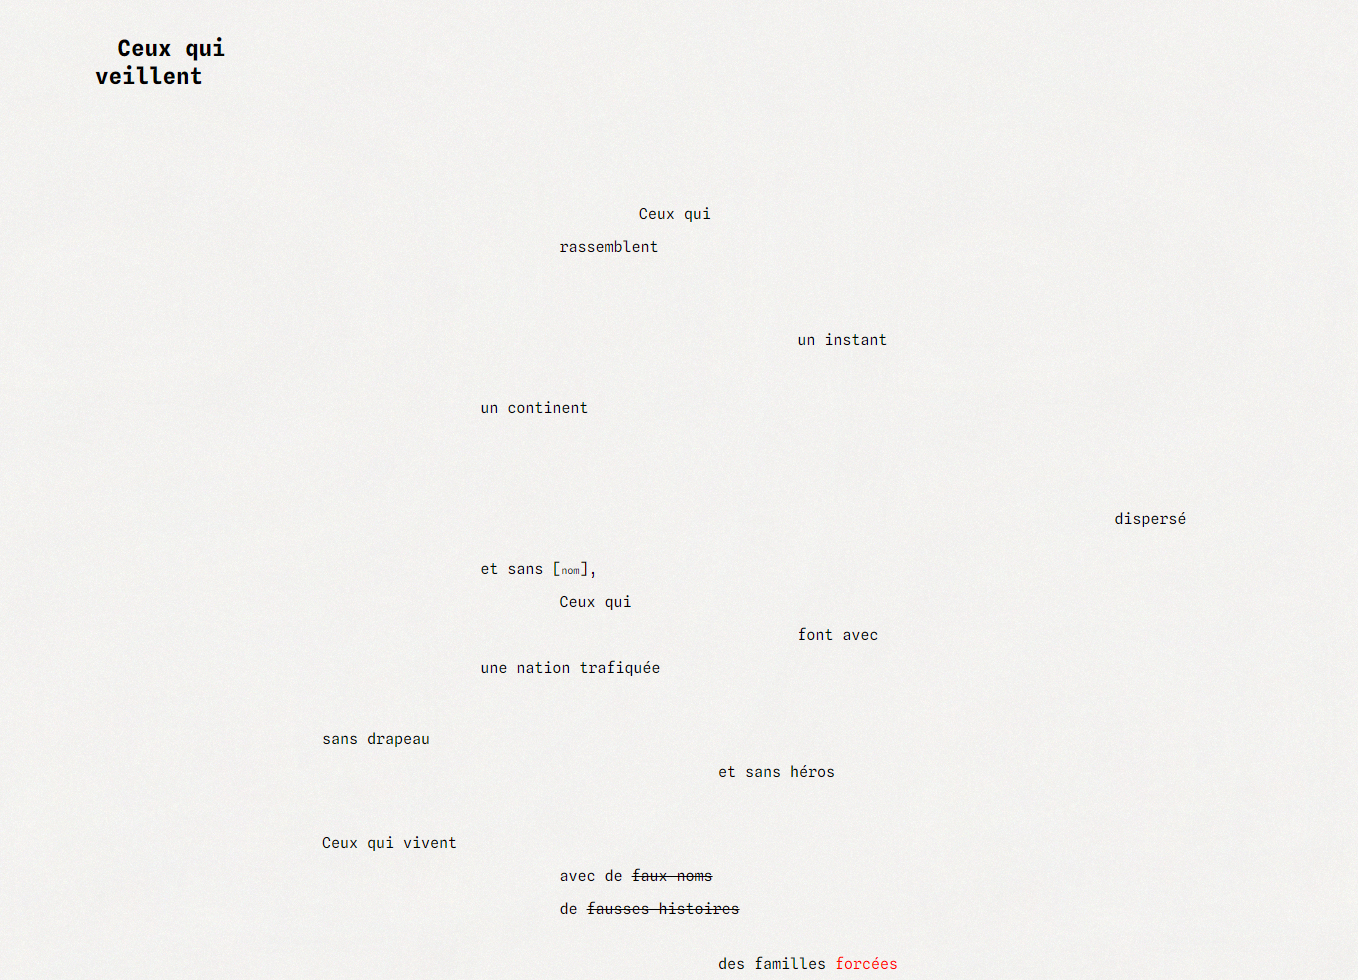 Ceux qui
veillent
Ceux qui
rassemblent
un instant
un continent
dispersé
et sans [nom],
Ceux qui
font avec
une nation trafiquée
sans drapeau
et sans héros
Ceux qui vivent
avec de faux noms
de fausses histoires
des familles forcées